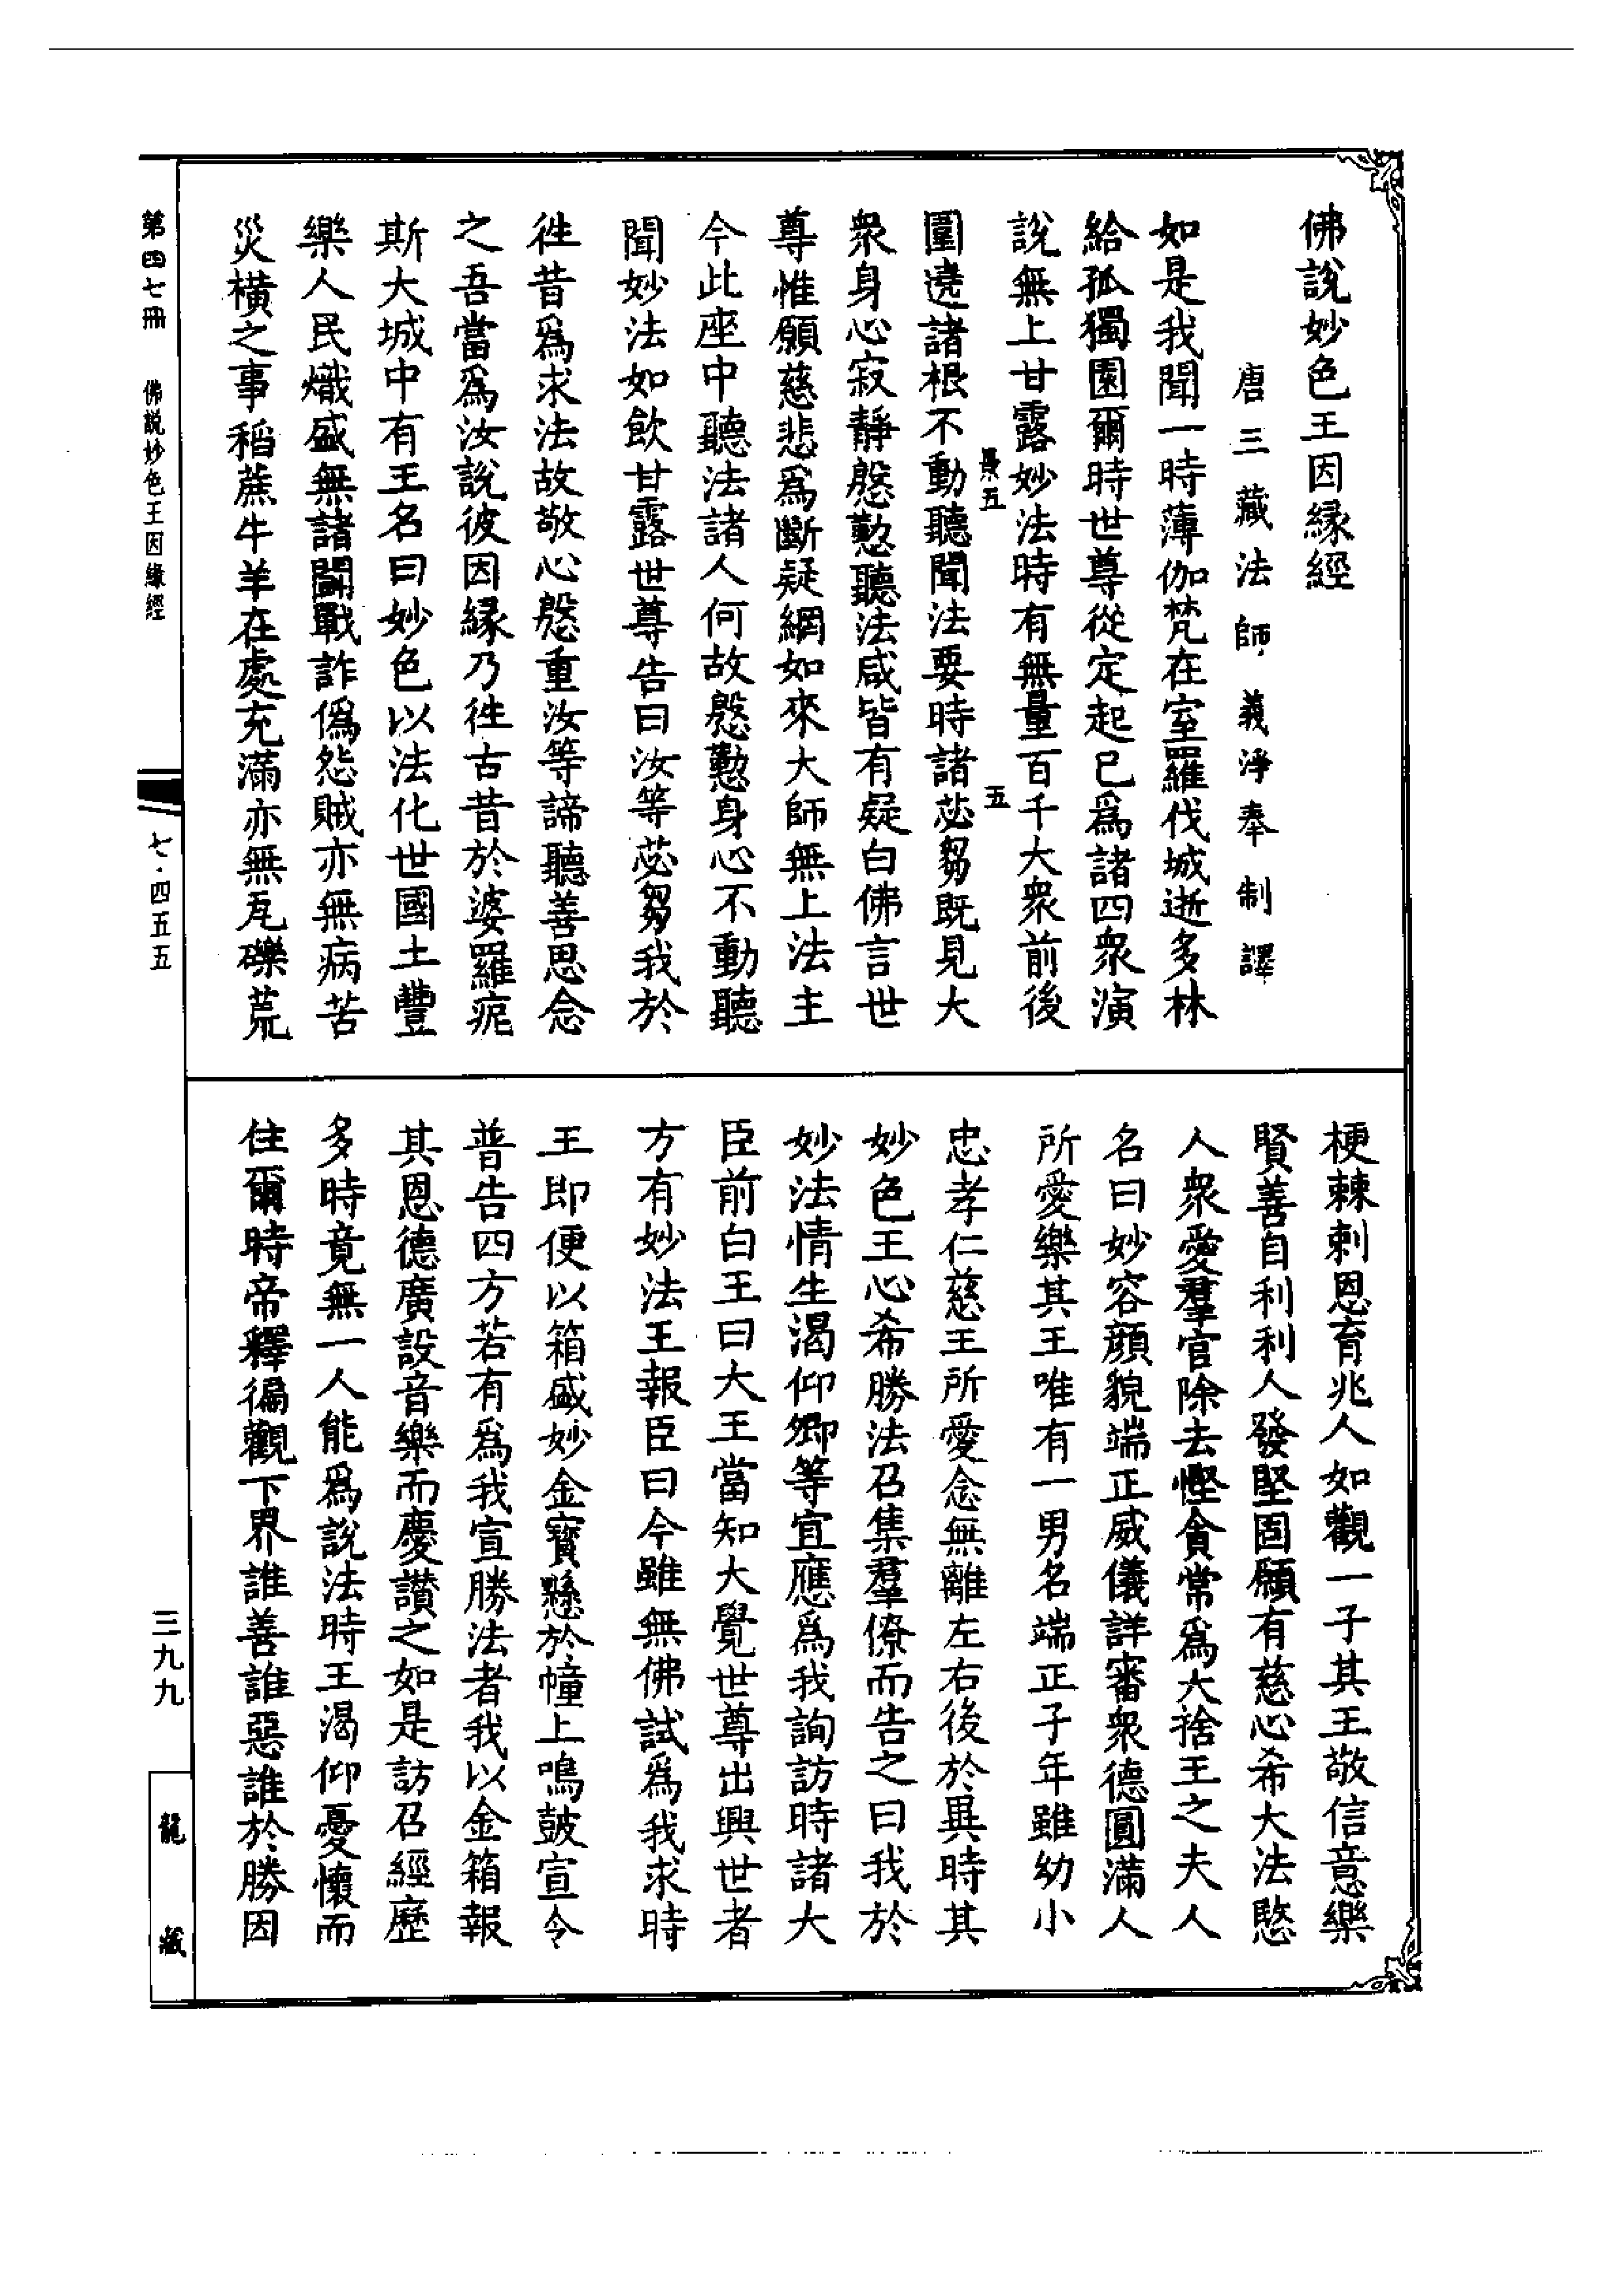 佛說妙色王因緣經
唐三藏法師義淨奉制譯
如是我聞一時薄伽梵在室羅伐城逝多林
給孤獨園爾時世尊從定起已爲諸四衆演
說無上甘露妙法時有無量百千大衆前後
五
圍遶諸根不動聽聞法要時諸苾芻既見大
衆身心寂靜慇懃聽法咸皆有疑白佛言世
尊惟願慈悲爲斷疑網如來大師無上法主
今此座中聽法諸人何故慇懃身心不動聽
聞妙法如飲甘露世尊告曰汝等苾芻我於
徃昔爲求法故敬心慇重汝等諦聽善思念
之吾當爲汝說彼因緣乃徃古昔於婆羅痆
斯大城中有王名曰妙色以法化世國土豐
樂人民熾盛無諸鬭戰詐僞怨賊亦無病苦
災橫之事稻蔗牛羊在處充滿亦無瓦礫荒
梗棘刺恩育兆人如觀一子其王敬信意樂
賢善自利利人發堅固願有慈心希大法愍
人衆愛羣官除去慳貪常爲大捨王之夫人
名曰妙容顔貌端正威儀詳審衆德圓滿人
所愛樂其王唯有一男名端正子年雖幼小
忠孝仁慈王所愛念無離左右後於異時其
妙色王心希勝法召集羣僚而告之曰我於
妙法情生渴仰卿等宜應爲我詢訪時諸大
臣前白王曰大王當知大覺世尊出興世者
方有妙法王報臣曰今雖無佛試爲我求時
王即便以箱盛妙金寶懸於幢上鳴鼓宣令
普告四方若有爲我宣勝法者我以金箱報
其恩德廣設音樂而慶讃之如是訪召經歷
多時竟無一人能爲說法時王渴仰憂懷而
住爾時帝釋徧觀下界誰善誰惡誰於勝因
第四七冊　佛說妙色王因緣經
七·四五五
三九九
龍藏